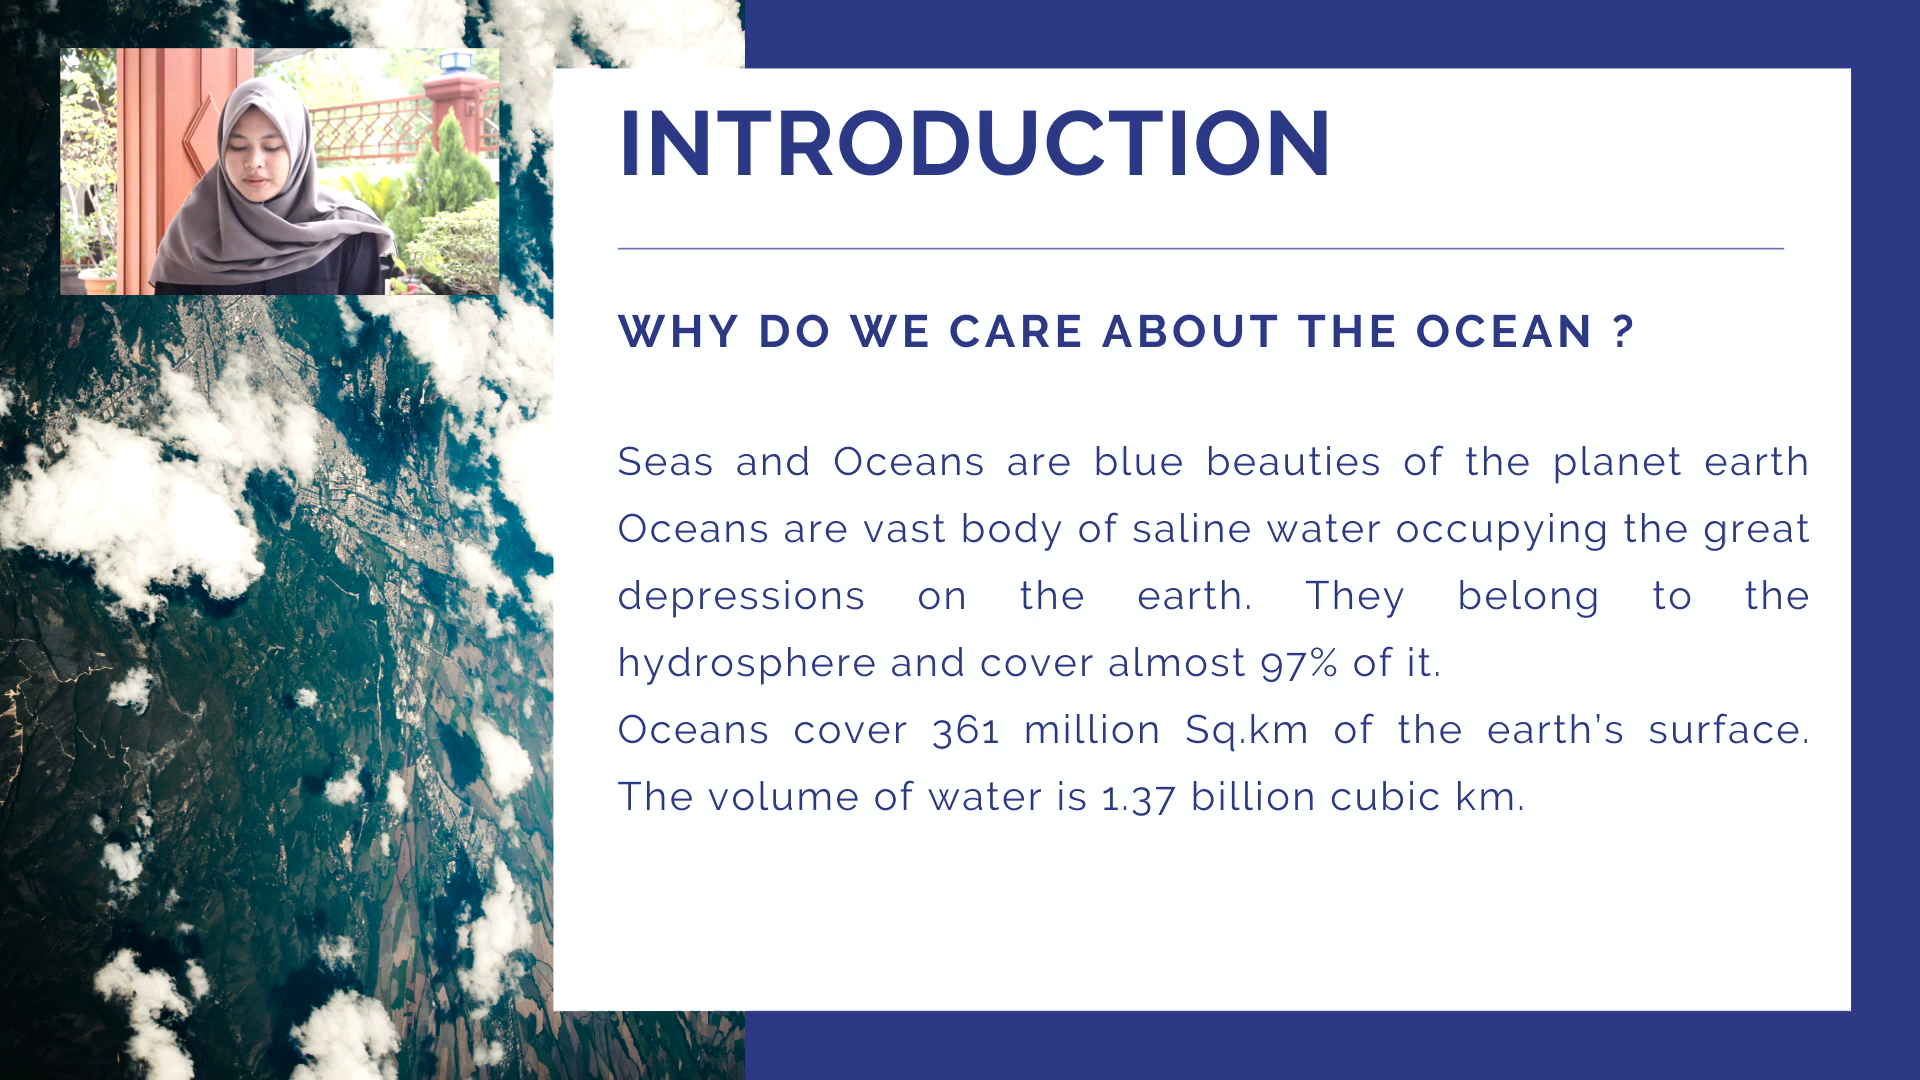 INTRODUCTION
WHY DO WE CARE ABOUT THE OCEAN ?
Seas and Oceans are blue beauties of the planet earth
Oceans are vast body of saline water occupying the great
depressions on the earth. They belong to the
hydrosphere and cover almost 97% of it.
Oceans cover 361 million Sq.km of the earth’s surface.
The volume of water is 1.37 billion cubic km.